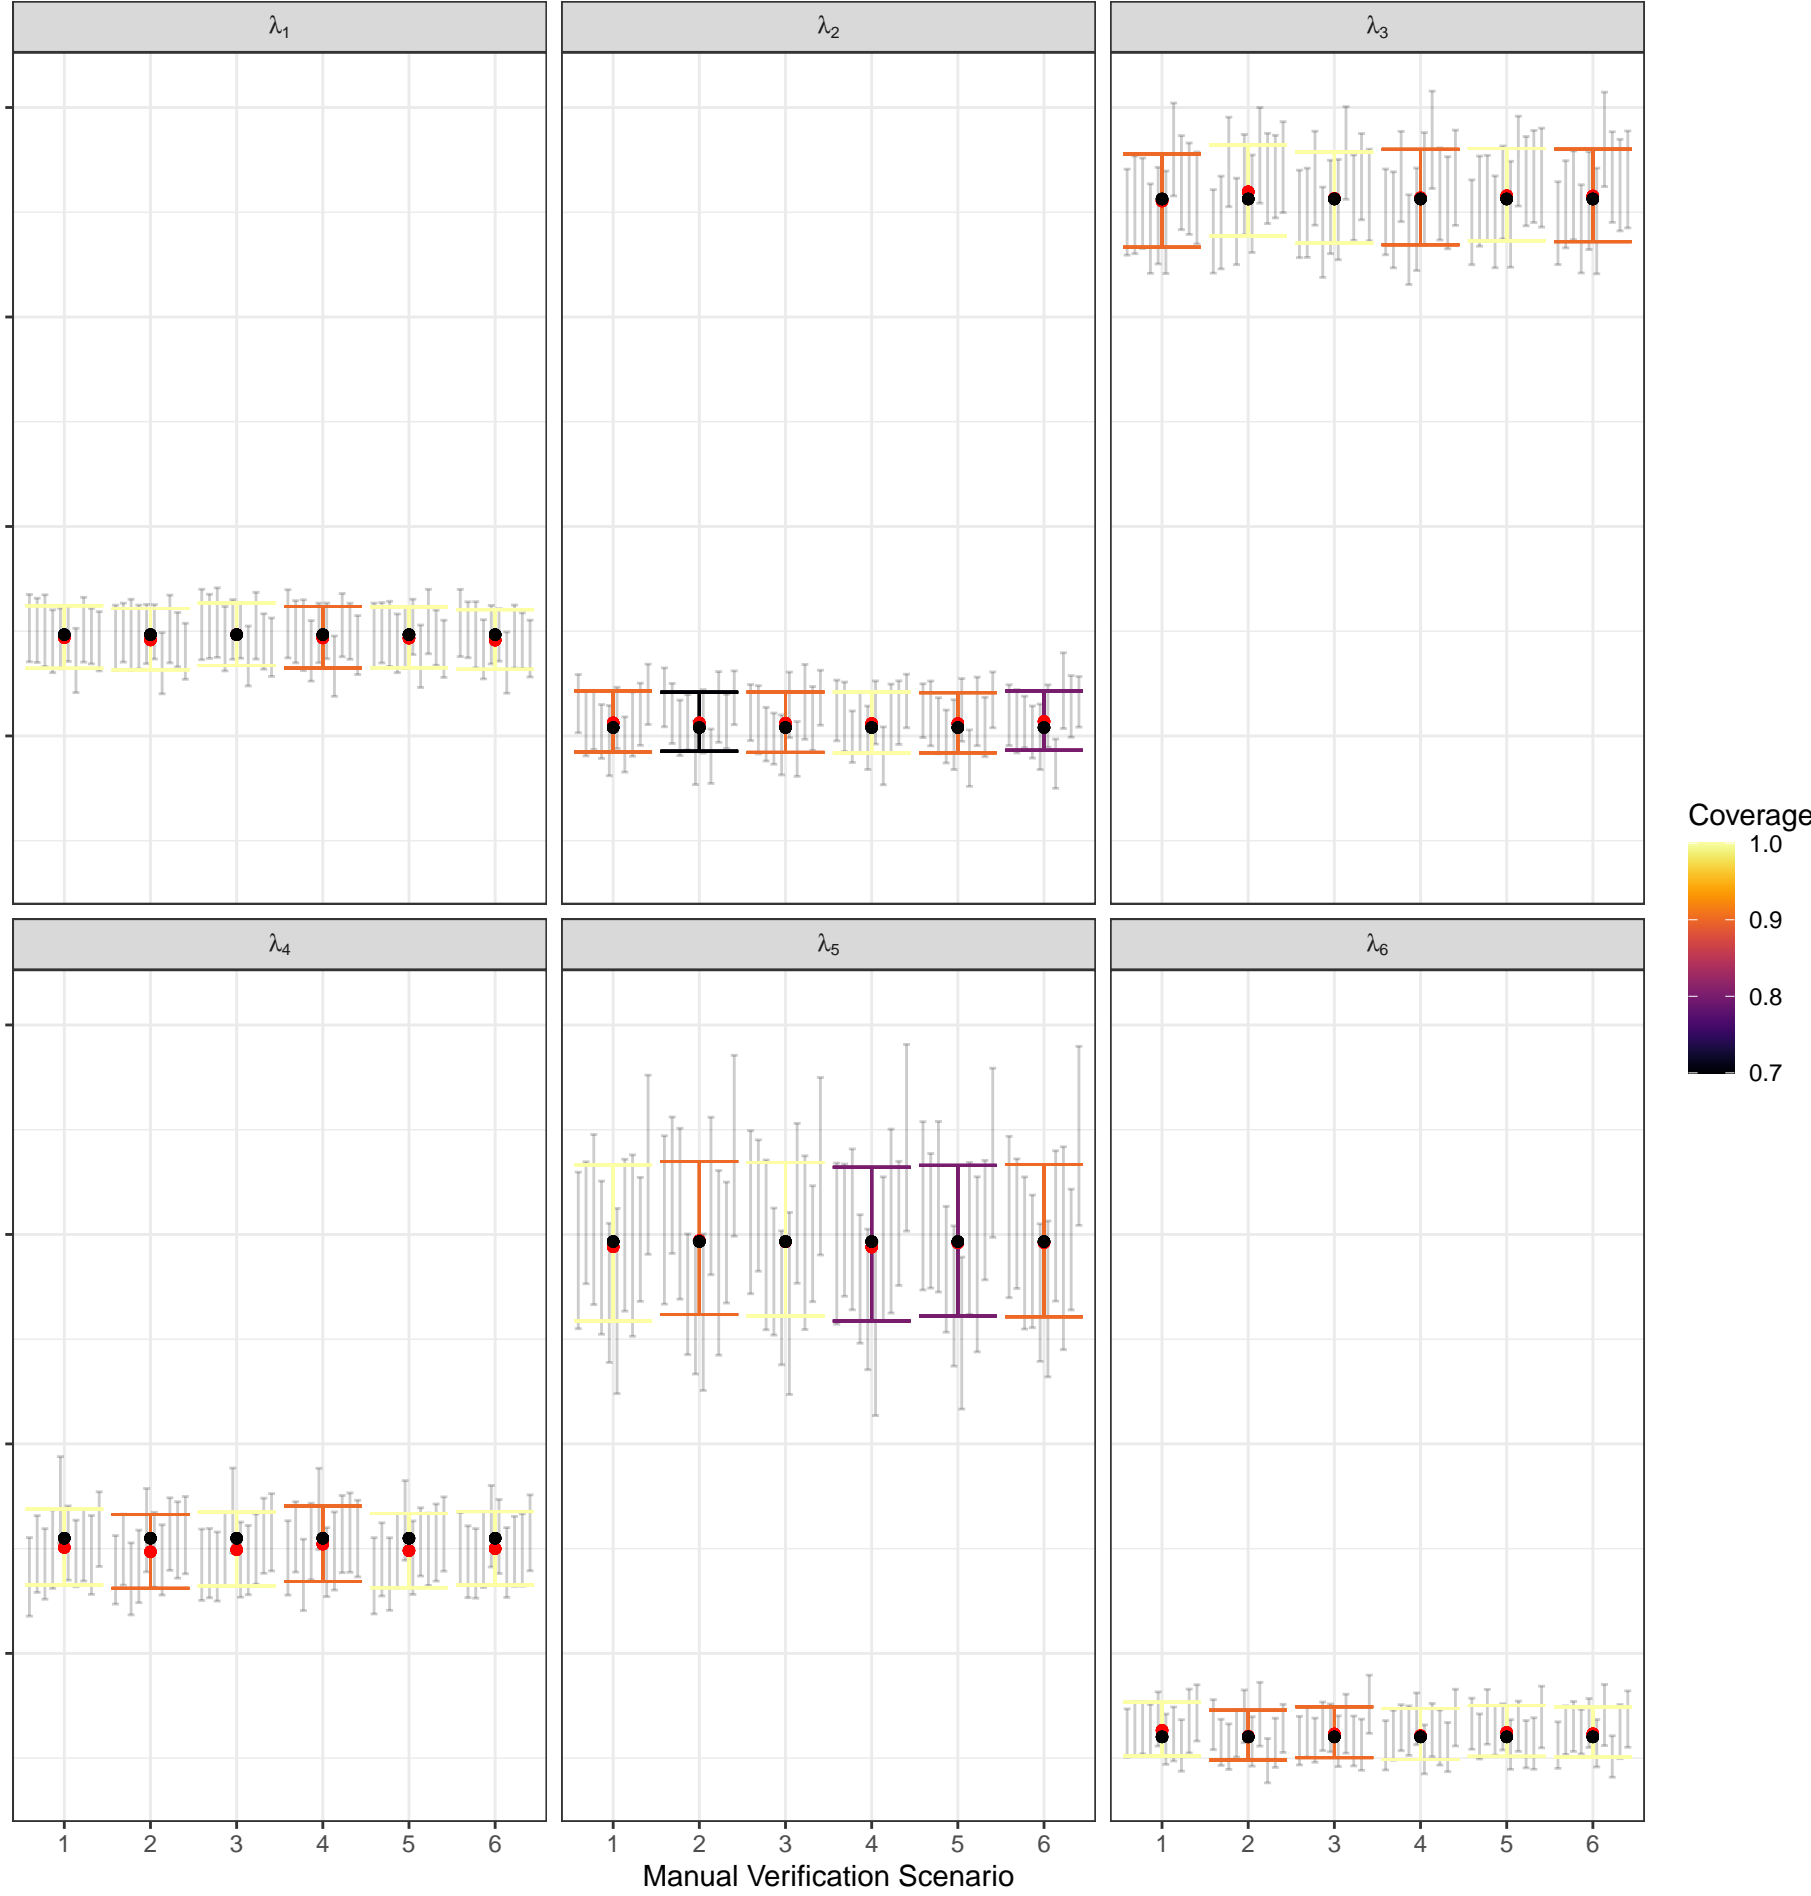 λ₁ λ₂ λ₃
λ₄ λ₅ λ₆
1 2 3 4 5 6 1 2 3 4 5 6 1 2 3 4 5 6
Manual Verification Scenario
Coverage
1.0
0.9
0.8
0.7